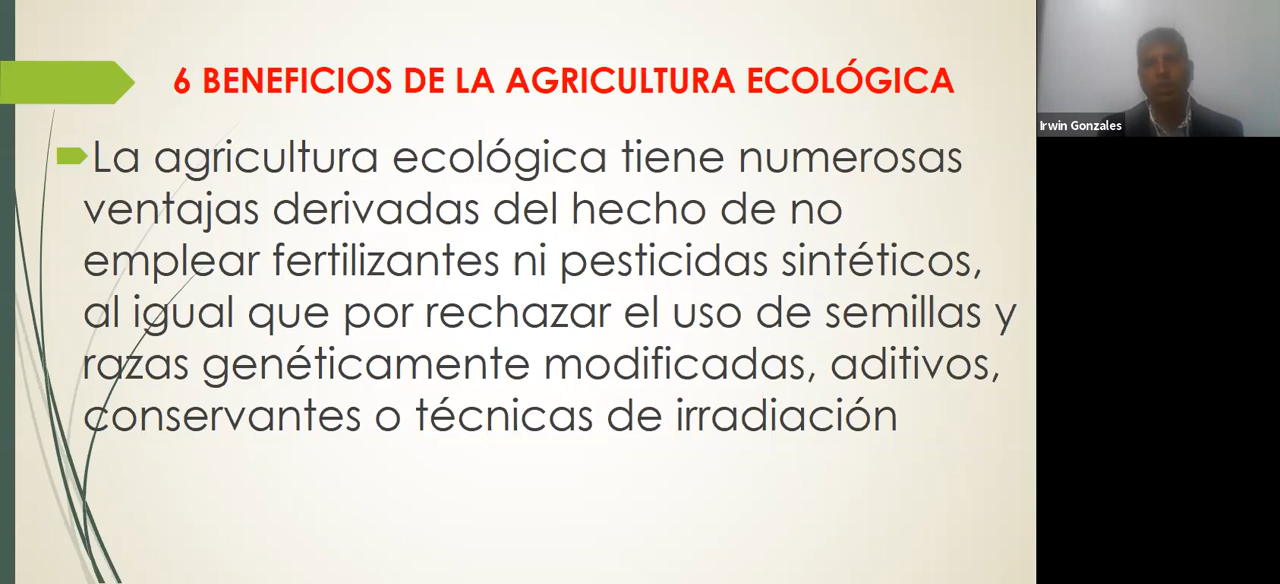 6 BENEFICIOS DE LA AGRICULTURA ECOLÓGICA
La agricultura ecológica tiene numerosas
ventajas derivadas del hecho de no
emplear fertilizantes ni pesticidas sintéticos,
al igual que por rechazar el uso de semillas y
razas genéticamente modificadas, aditivos,
conservantes o técnicas de irradiación
Irwin Gonzales